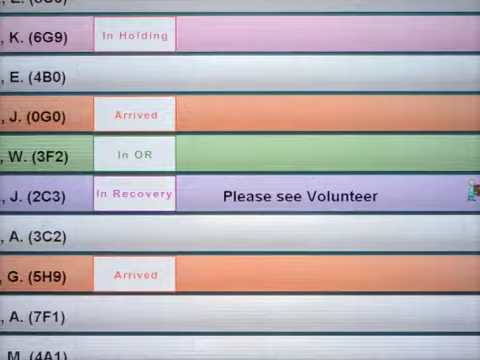 , K. (6G9) In Holding
, E. (4B0)
, J. (0G0) Arrived
, W. (3F2) In OR
, J. (2C3) In Recovery Please see Volunteer
, A. (3C2)
, G. (5H9) Arrived
, A. (7F1)
M. (4A1)